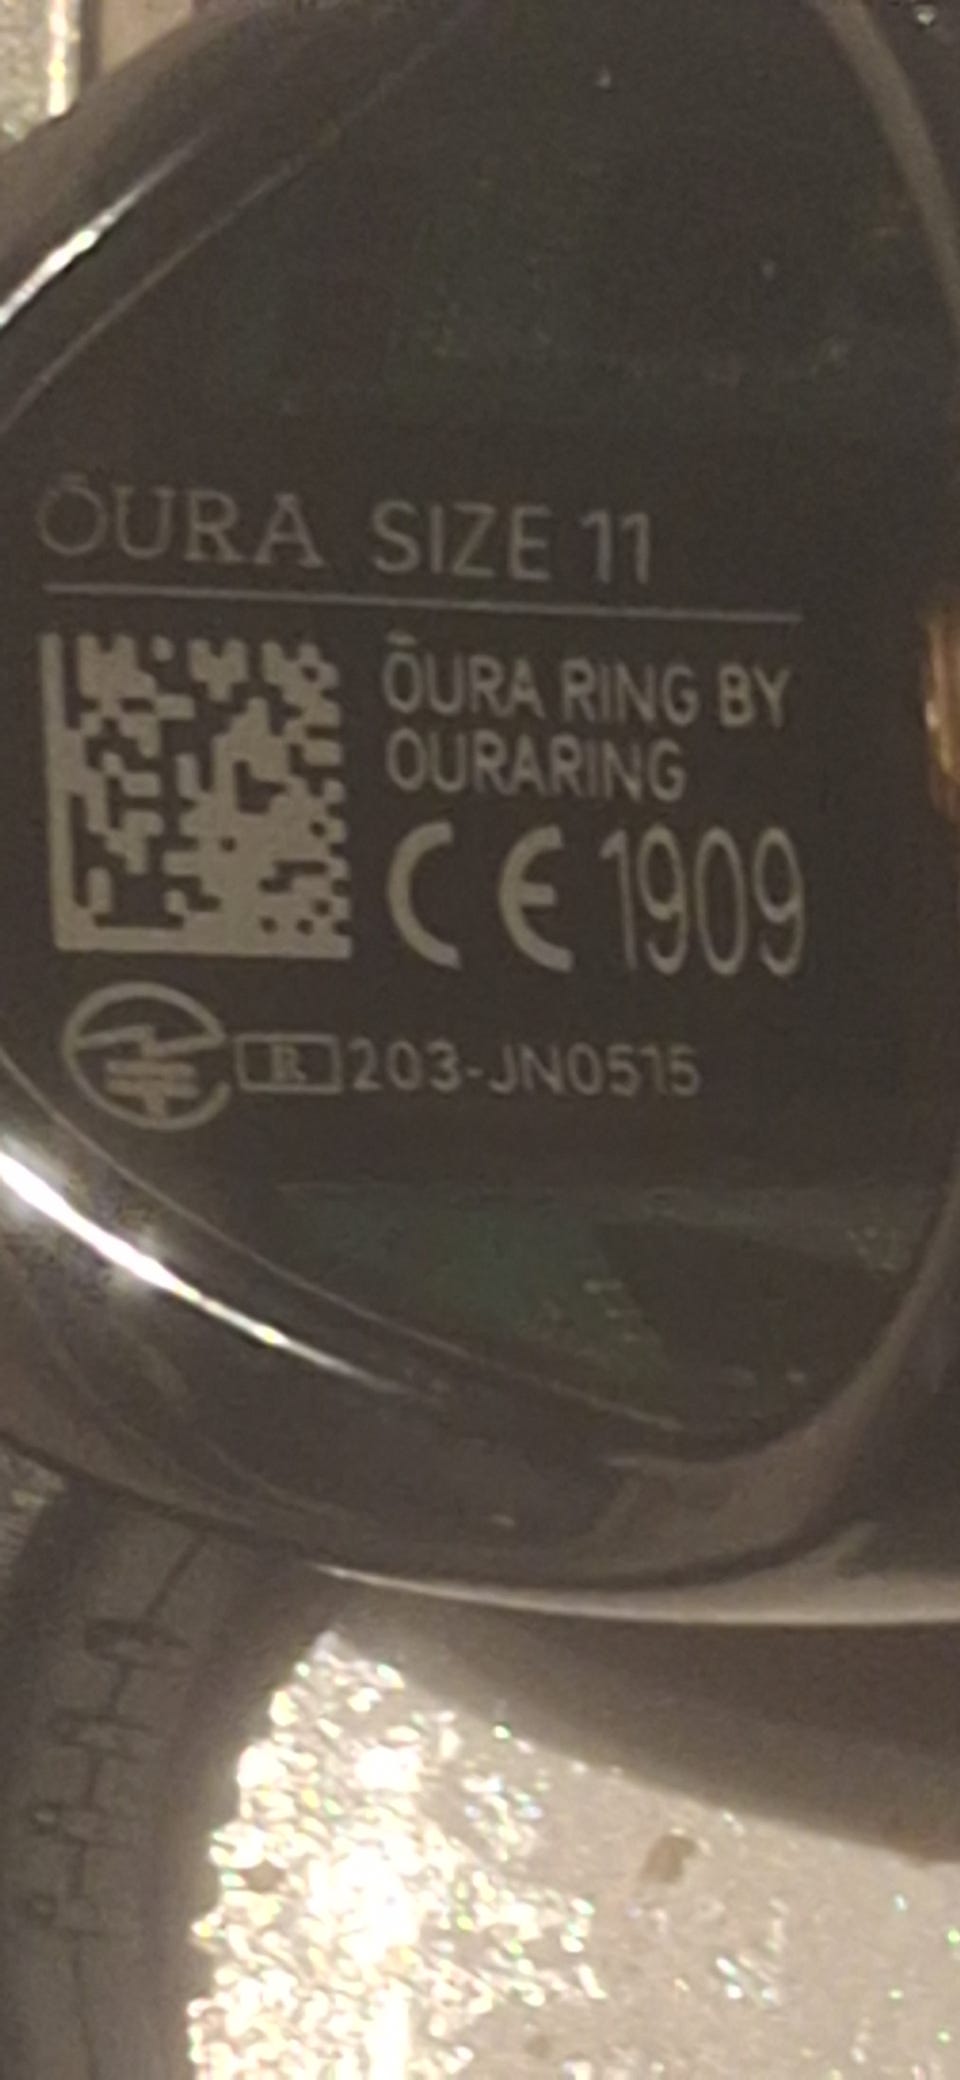 ŌURA SIZE 11
ŌURA RING BY
OURARING
CE 1909
R 203-JN0515